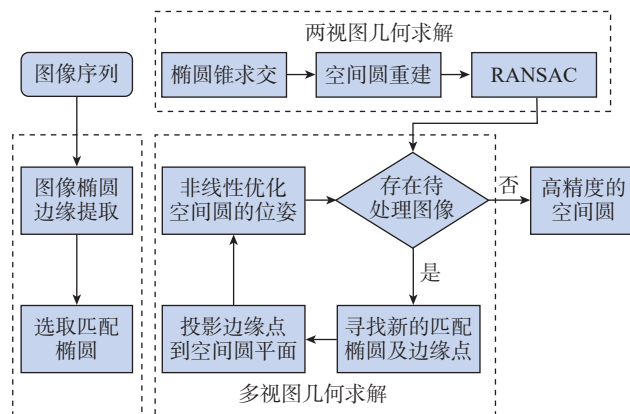 两视图几何求解
图像序列
椭圆锥求交
空间圆重建
RANSAC
图像椭圆
边缘提取
选取匹配
椭圆
非线性优化
空间圆的位姿
存在待
处理图像
否
高精度的
空间圆
是
投影边缘点
到空间圆平面
寻找新的匹配
椭圆及边缘点
多视图几何求解